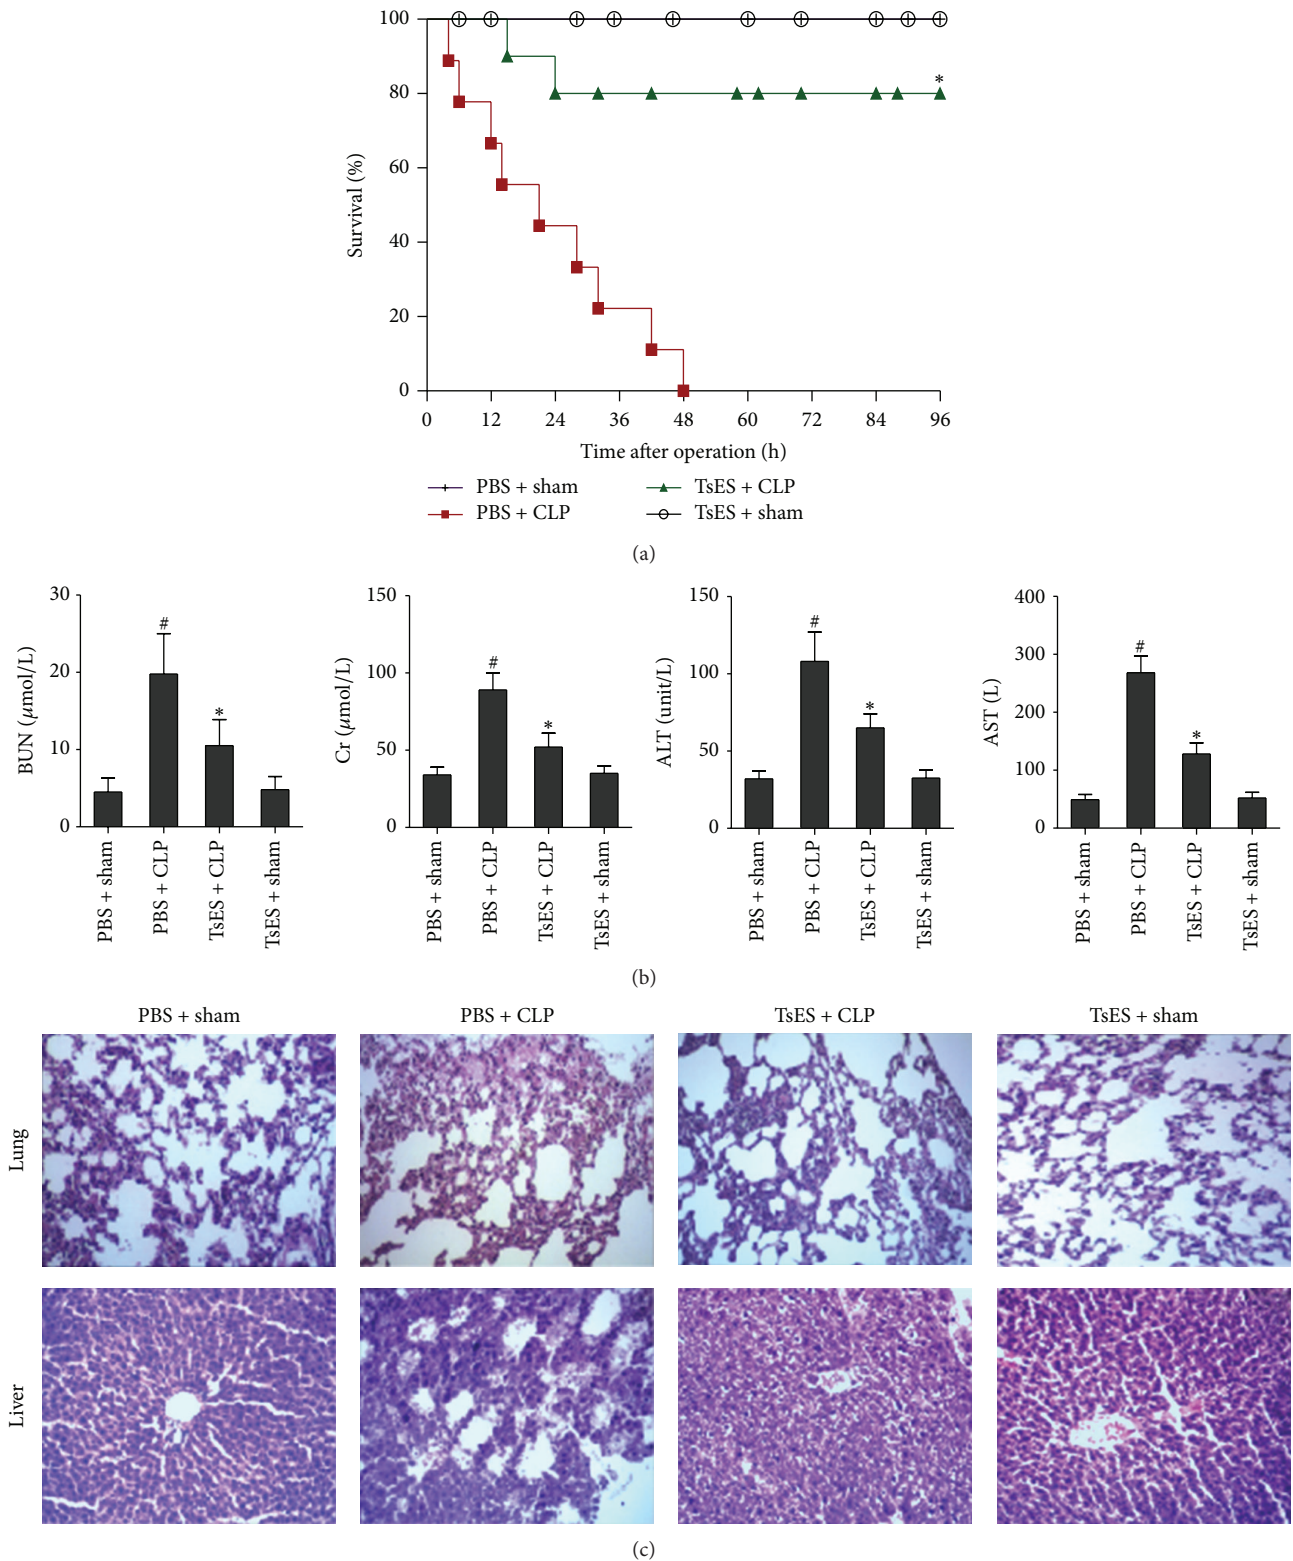 100
80
60
40
20
0
Survival (%)
*
0 12 24 36 48 60 72 84 96
Time after operation (h)
PBS + sham
TsES + CLP
PBS + CLP
TsES + sham
(a)
30
20
10
0
BUN (µmol/L)
#
*
PBS + sham
PBS + CLP
TsES + CLP
TsES + sham
150
100
50
0
Cr (µmol/L)
#
*
PBS + sham
PBS + CLP
TsES + CLP
TsES + sham
150
100
50
0
ALT (unit/L)
#
*
PBS + sham
PBS + CLP
TsES + CLP
TsES + sham
400
300
200
100
0
AST (L)
#
*
PBS + sham
PBS + CLP
TsES + CLP
TsES + sham
(b)
PBS + sham
PBS + CLP
TsES + CLP
TsES + sham
Lung
Liver
(c)